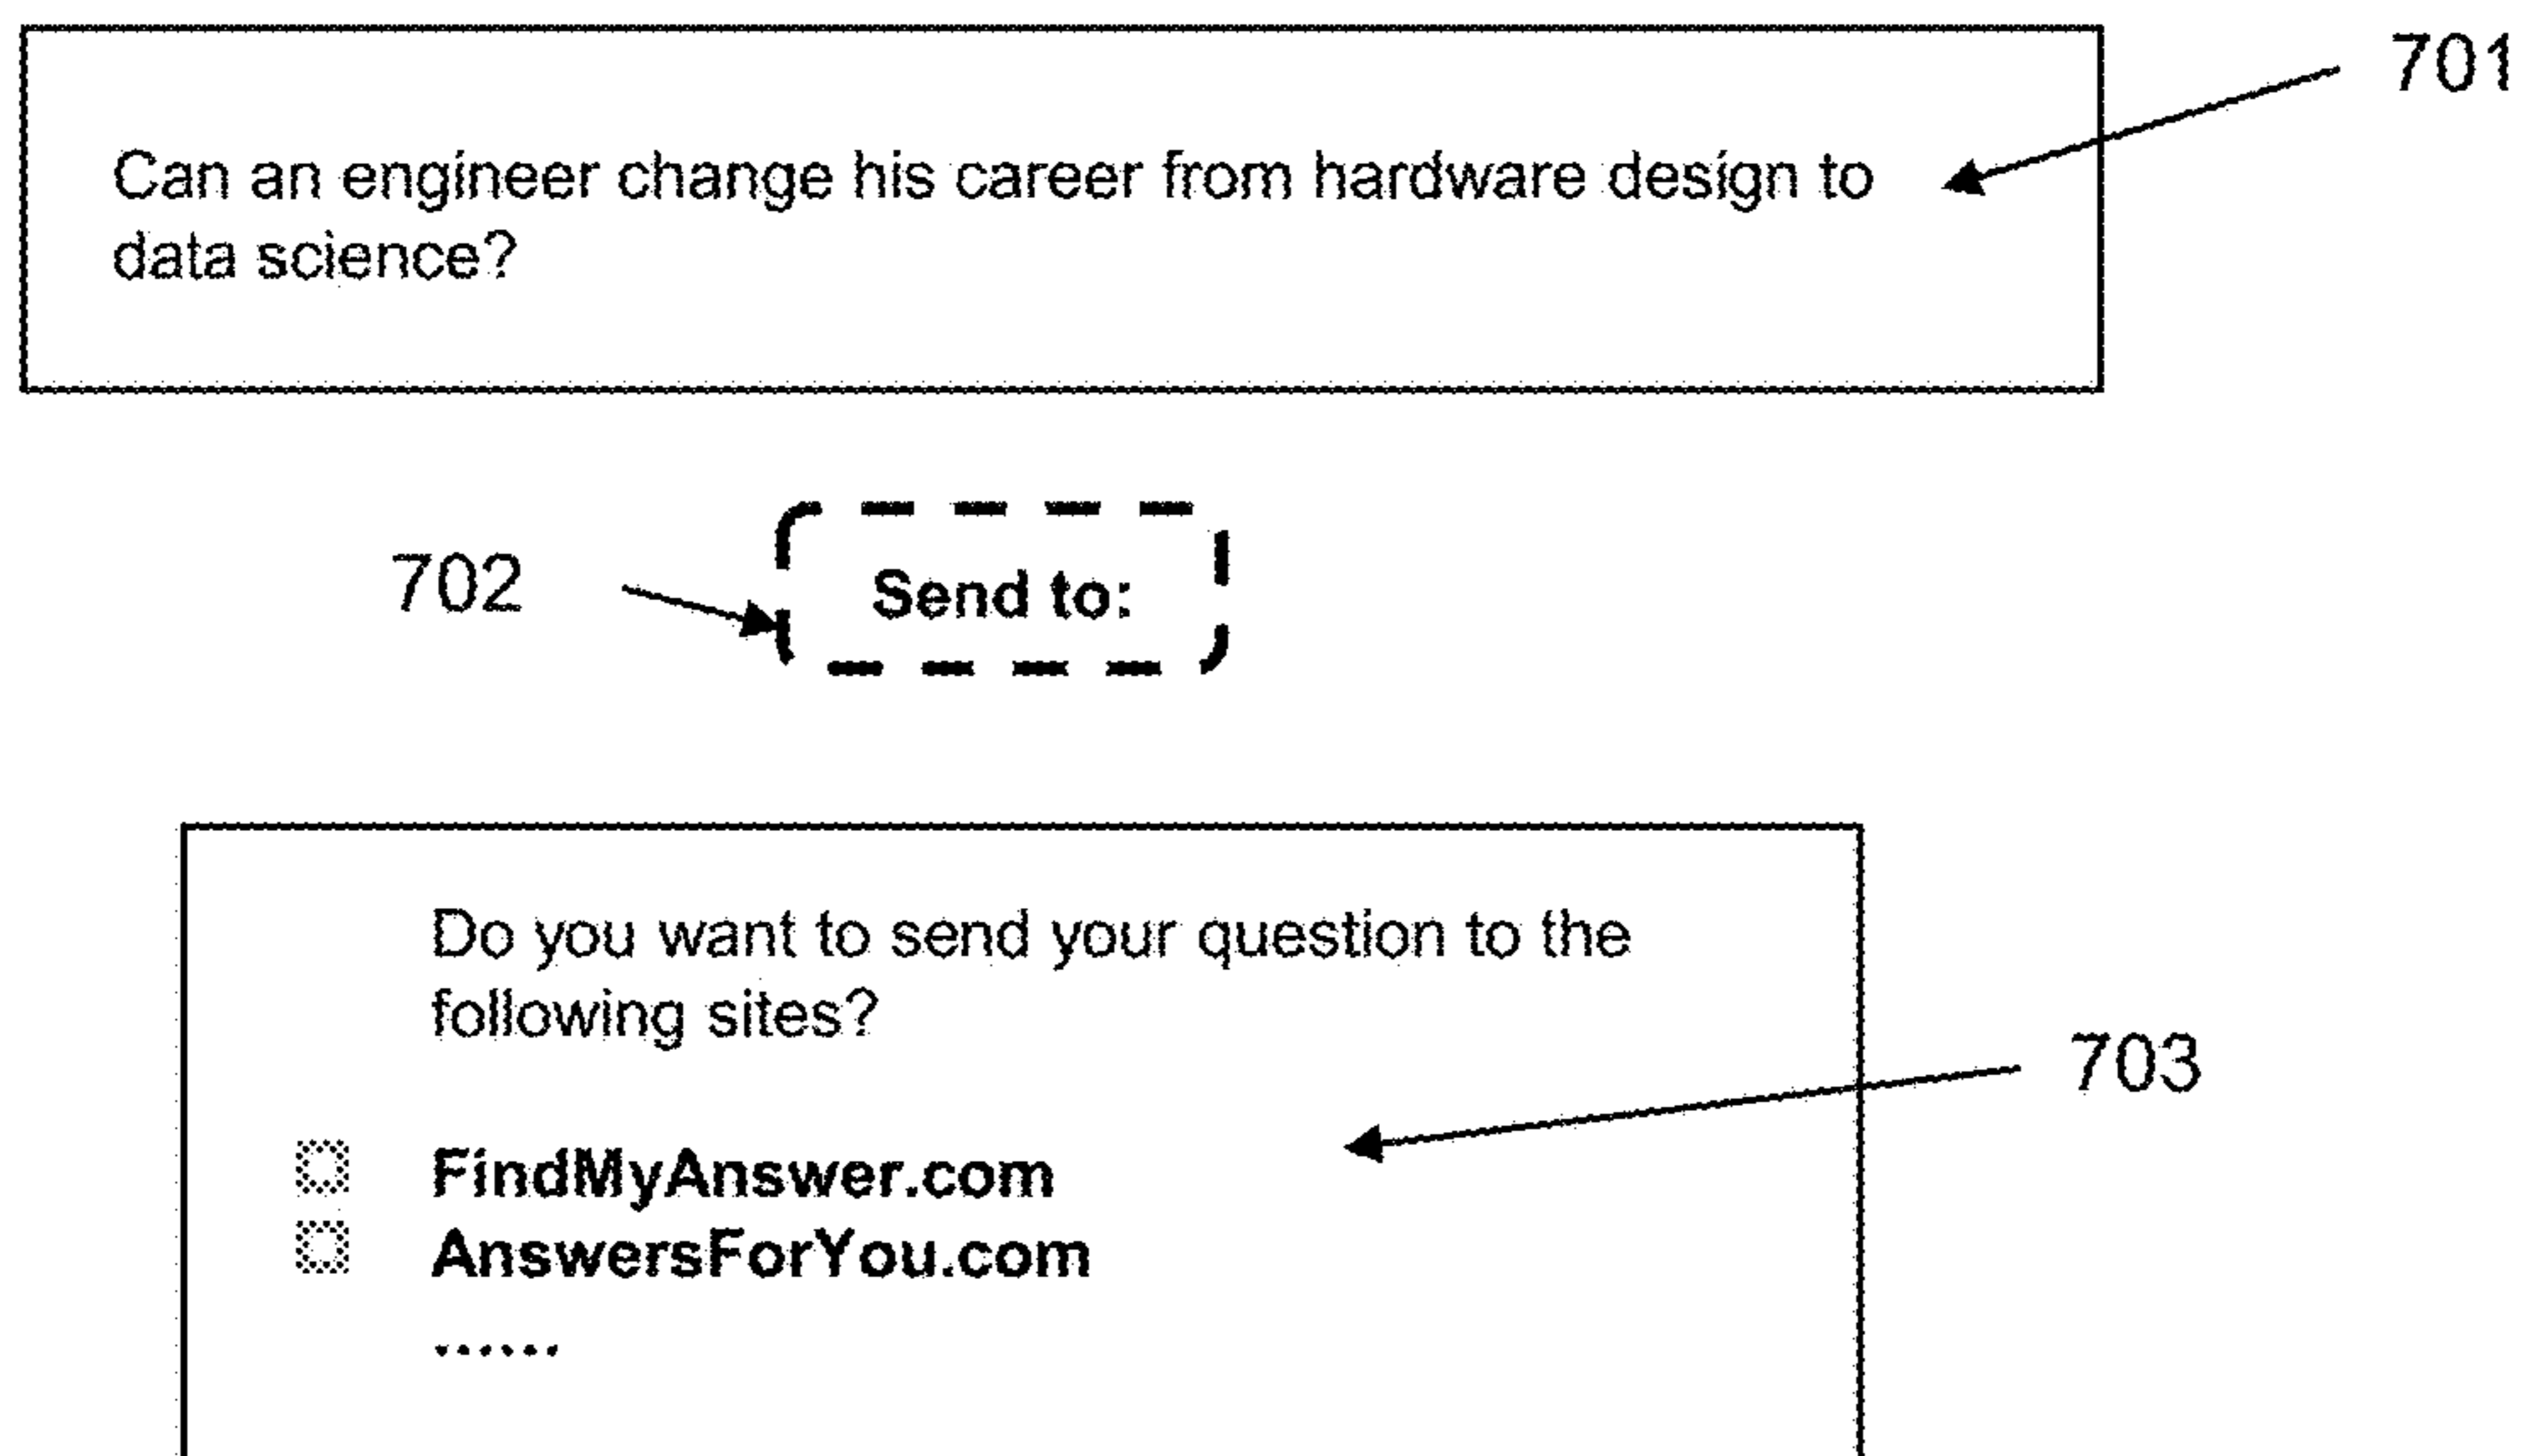 701
Can an engineer change his career from hardware design to
data science?
702
Send to:
Do you want to send your question to the
following sites?
703
FindMyAnswer.com
AnswersForYou.com
......